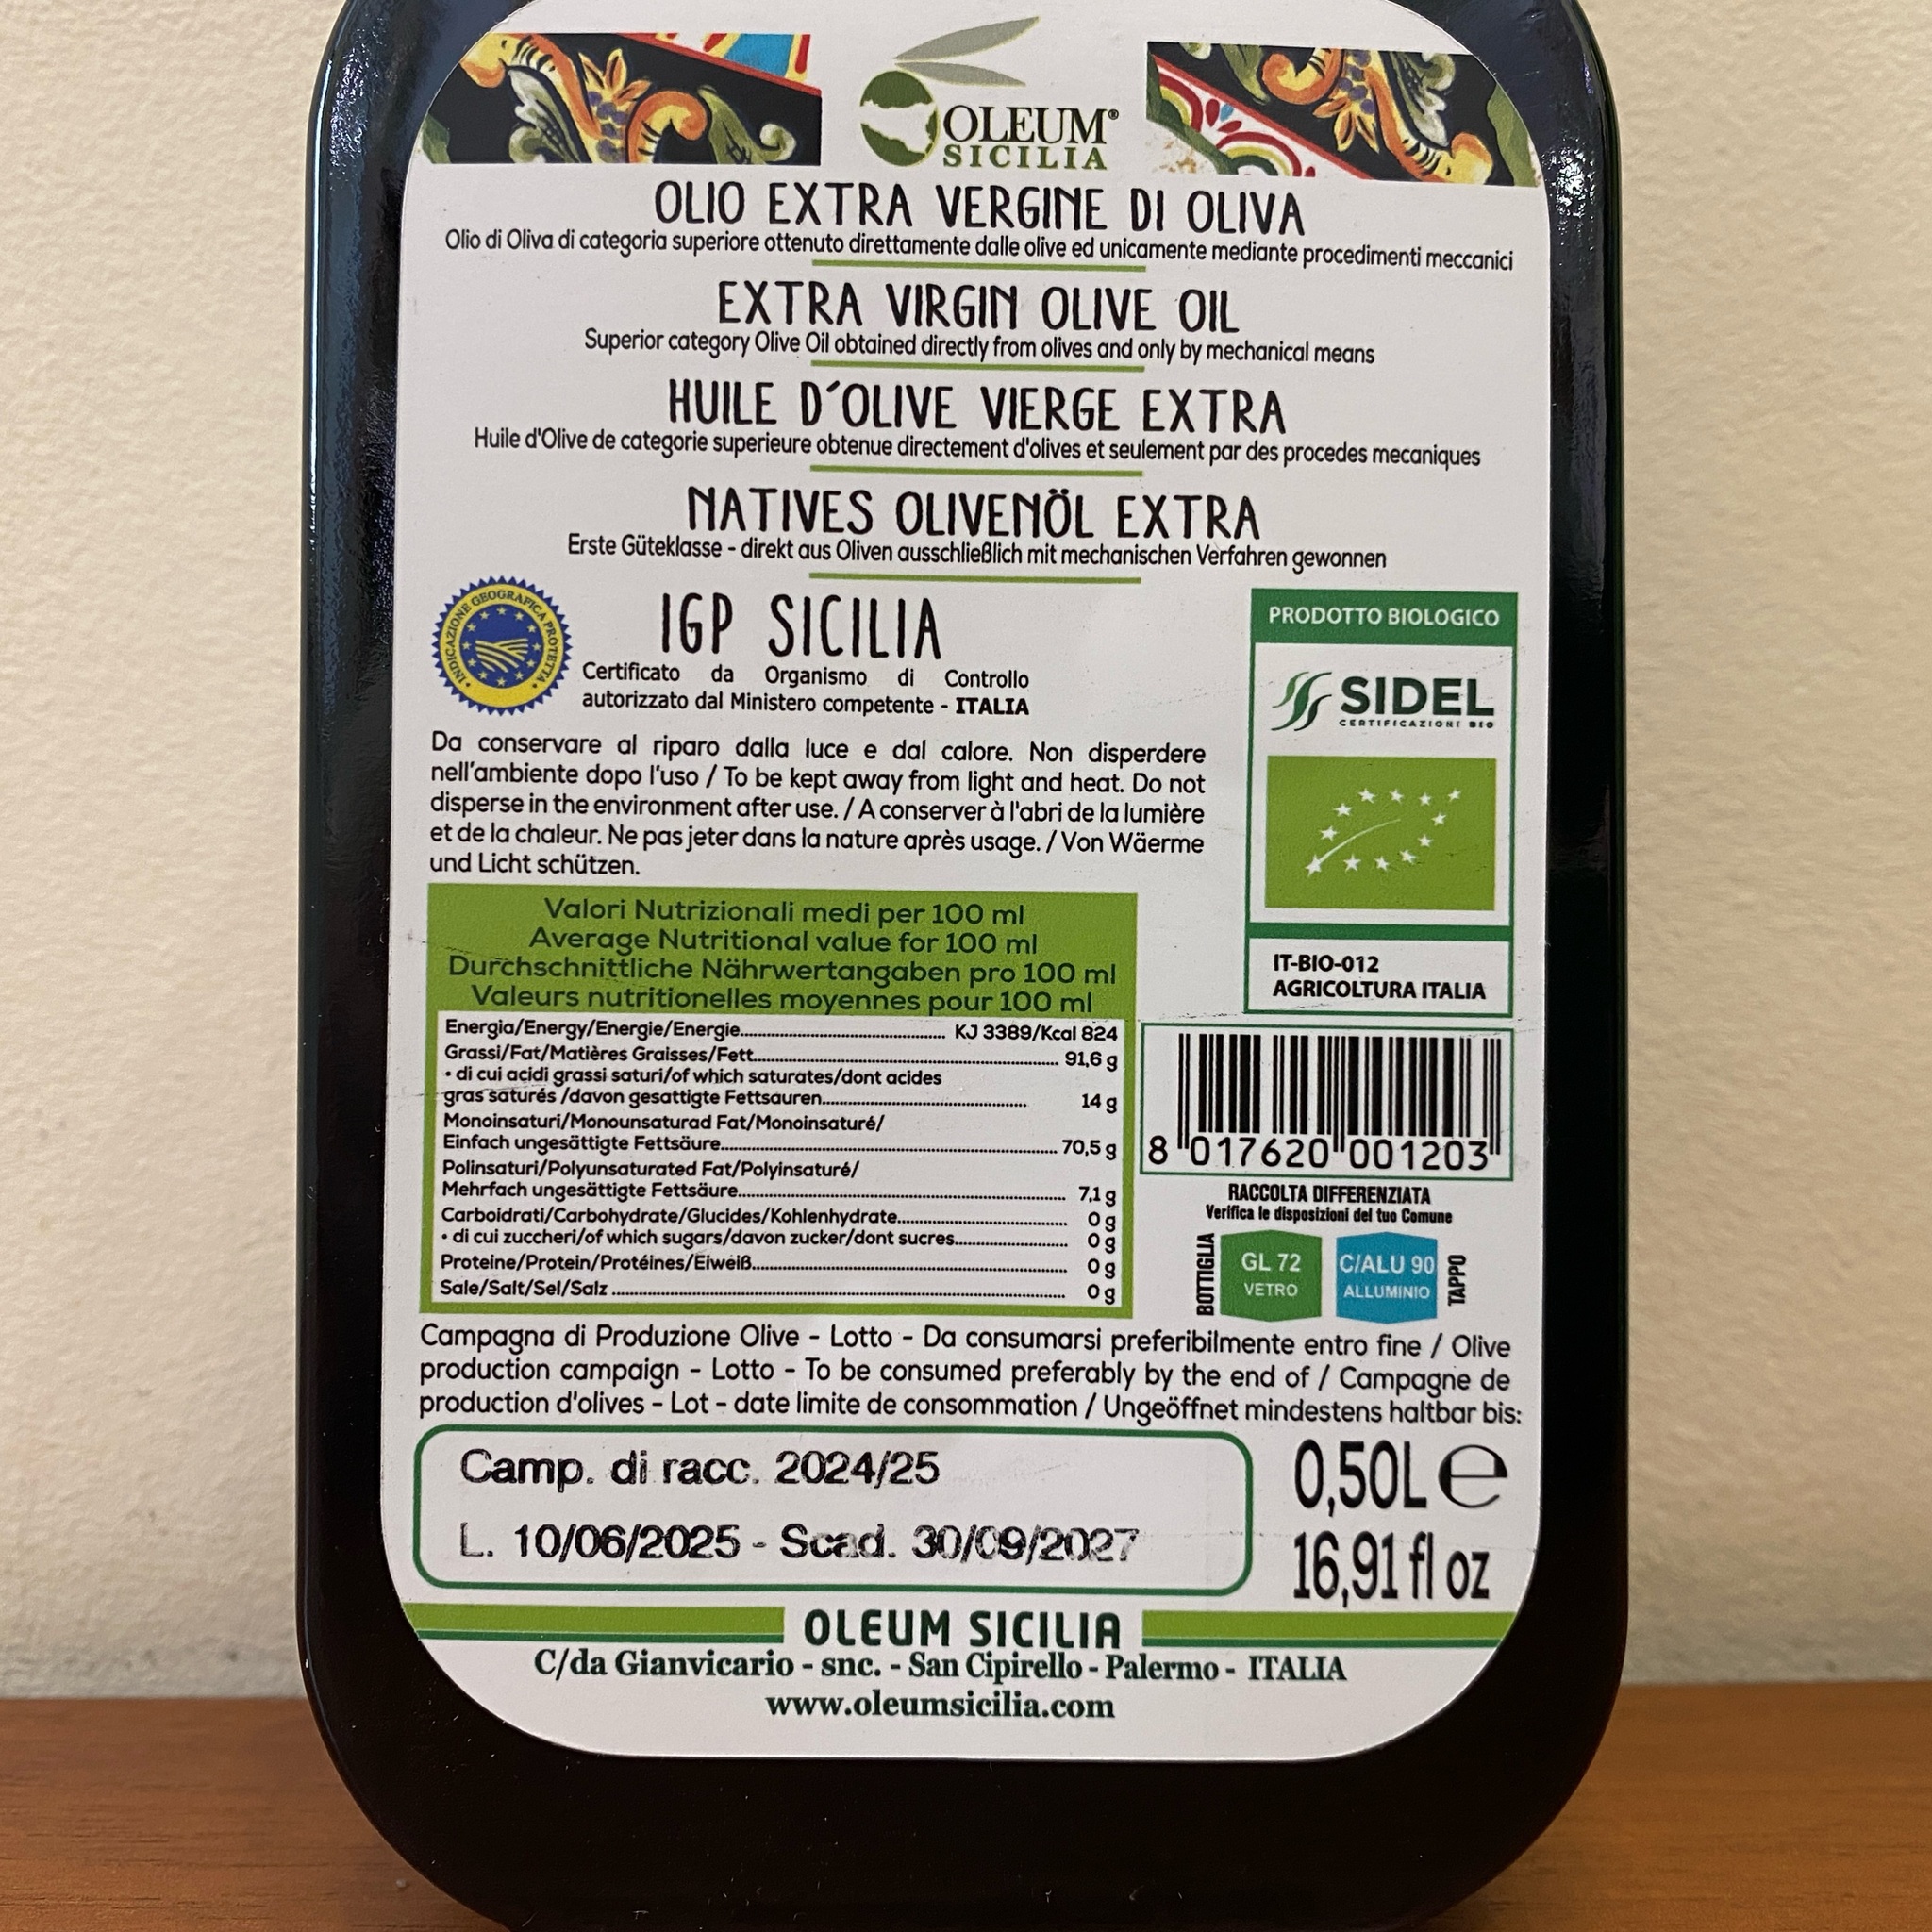 OLEUM®
SICILIA
OLIO EXTRA VERGINE DI OLIVA
Olio di Oliva di categoria superiore ottenuto direttamente dalle olive ed unicamente mediante procedimenti meccanici
EXTRA VIRGIN OLIVE OIL
Superior category Olive Oil obtained directly from olives and only by mechanical means
HUILE D´OLIVE VIERGE EXTRA
Huile d'Olive de categorie superieure obtenue directement d'olives et seulement par des procedes mecaniques
NATIVES OLIVENÖL EXTRA
Erste Güteklasse - direkt aus Oliven ausschließlich mit mechanischen Verfahren gewonnen
INDICAZIONE GEOGRAFICA PROTETTA
IGP SICILIA
Certificato da Organismo di Controllo
autorizzato dal Ministero competente - ITALIA
PRODOTTO BIOLOGICO
SIDEL
CERTIFICAZIONI BIO
IT-BIO-012
AGRICOLTURA ITALIA
Da conservare al riparo dalla luce e dal calore. Non disperdere
nell'ambiente dopo l'uso / To be kept away from light and heat. Do not
disperse in the environment after use. / A conserver à l'abri de la lumière
et de la chaleur. Ne pas jeter dans la nature après usage. / Von Wäerme
und Licht schützen.
Valori Nutrizionali medi per 100 ml
Average Nutritional value for 100 ml
Durchschnittliche Nährwertangaben pro 100 ml
Valeurs nutritionelles moyennes pour 100 ml
Energia/Energy/Energie/Energie... KJ 3389/Kcal 824
Grassi/Fat/Matières Graisses/Fett... 91,6 g
• di cui acidi grassi saturi/of which saturates/dont acides
gras saturés /davon gesattigte Fettsauren... 14 g
Monoinsaturi/Monounsaturad Fat/Monoinsaturé/
Einfach ungesättigte Fettsäure... 70,5 g
Polinsaturi/Polyunsaturated Fat/Polyinsaturé/
Mehrfach ungesättigte Fettsäure... 7,1 g
Carboidrati/Carbohydrate/Glucides/Kohlenhydrate... 0 g
• di cui zuccheri/of which sugars/davon zucker/dont sucres... 0 g
Proteine/Protein/Protéines/Eiweiß... 0 g
Sale/Salt/Sel/Salz ... 0 g
8 017620 001203
RACCOLTA DIFFERENZIATA
Verifica le disposizioni del tuo Comune
BOTTIGLIA
GL 72
VETRO
C/ALU 90
ALLUMINIO
TAPPO
Campagna di Produzione Olive - Lotto - Da consumarsi preferibilmente entro fine / Olive
production campaign - Lotto - To be consumed preferably by the end of / Campagne de
production d'olives - Lot - date limite de consommation / Ungeöffnet mindestens haltbar bis:
Camp. di racc. 2024/25
L. 10/06/2025 - Scad. 30/09/2027
0,50L e
16,91 fl oz
OLEUM SICILIA
C/da Gianvicario - snc. - San Cipirello - Palermo - ITALIA
www.oleumsicilia.com